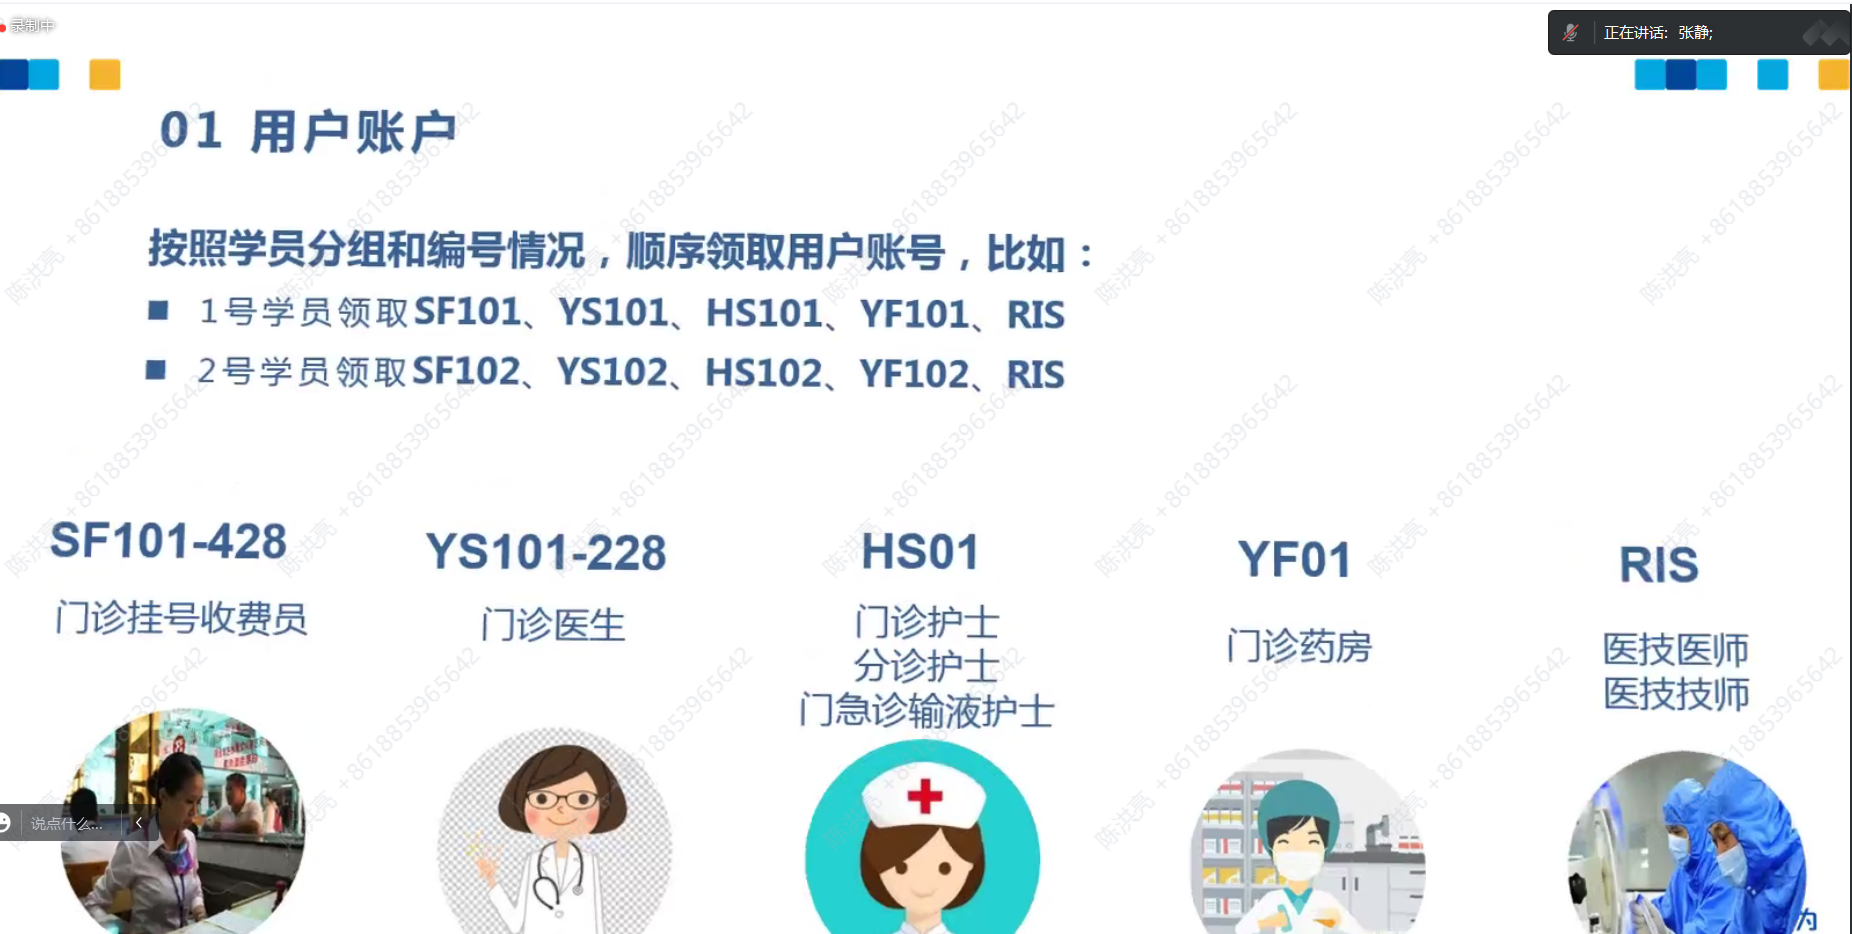 录制中
正在讲话: 张静;
01 用户账户
按照学员分组和编号情况，顺序领取用户账号，比如：
■ 1号学员领取SF101、YS101、HS101、YF101、RIS
■ 2号学员领取SF102、YS102、HS102、YF102、RIS
SF101-428
门诊挂号收费员
YS101-228
门诊医生
HS01
门诊护士
分诊护士
门急诊输液护士
YF01
门诊药房
RIS
医技医师
医技技师
说点什么...
为
陈洪亮 +8618853965642